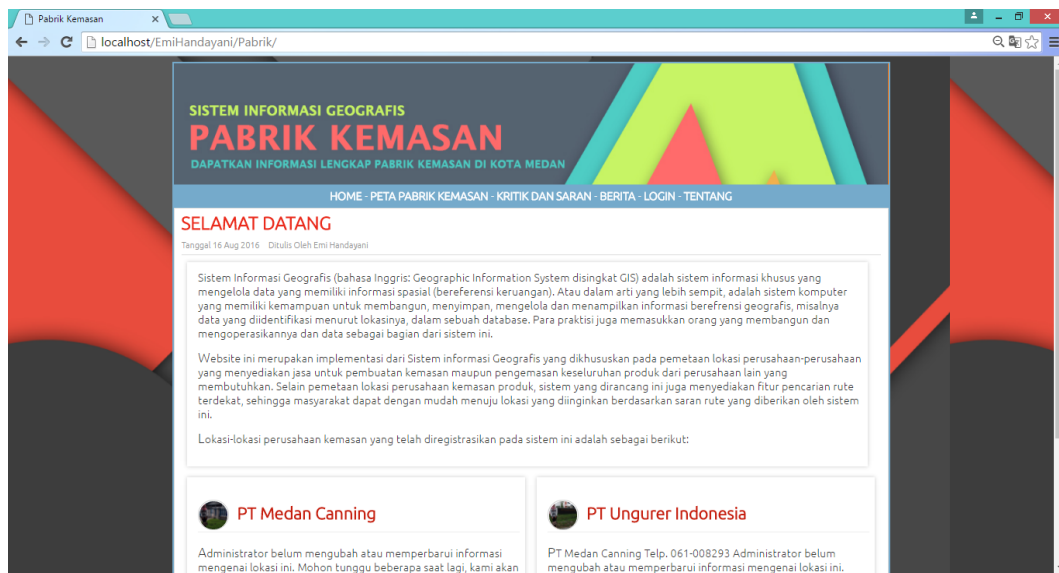 Pabrik Kemasan
localhost/EmiHandayani/Pabrik/
SISTEM INFORMASI GEOGRAFIS
PABRIK KEMASAN
DAPATKAN INFORMASI LENGKAP PABRIK KEMASAN DI KOTA MEDAN
HOME - PETA PABRIK KEMASAN - KRITIK DAN SARAN - BERITA - LOGIN - TENTANG
SELAMAT DATANG
Tanggal 16 Aug 2016 Ditulis Oleh Emi Handayani
Sistem Informasi Geografis (bahasa Inggris: Geographic Information System disingkat GIS) adalah sistem informasi khusus yang
mengelola data yang memiliki informasi spasial (bereferensi keruangan). Atau dalam arti yang lebih sempit, adalah sistem komputer
yang memiliki kemampuan untuk membangun, menyimpan, mengelola dan menampilkan informasi berefrensi geografis, misalnya
data yang diidentifikasi menurut lokasinya, dalam sebuah database. Para praktisi juga memasukkan orang yang membangun dan
mengoperasikannya dan data sebagai bagian dari sistem ini.
Website ini merupakan implementasi dari Sistem informasi Geografis yang dikhususkan pada pemetaan lokasi perusahaan-perusahaan
yang menyediakan jasa untuk pembuatan kemasan maupun pengemasan keseluruhan produk dari perusahaan lain yang
membutuhkan. Selain pemetaan lokasi perusahaan kemasan produk, sistem yang dirancang ini juga menyediakan fitur pencarian rute
terdekat, sehingga masyarakat dapat dengan mudah menuju lokasi yang diinginkan berdasarkan saran rute yang diberikan oleh sistem
ini.
Lokasi-lokasi perusahaan kemasan yang telah diregistrasikan pada sistem ini adalah sebagai berikut:
PT Medan Canning
Administrator belum mengubah atau memperbarui informasi
mengenai lokasi ini. Mohon tunggu beberapa saat lagi, kami akan
PT Ungurer Indonesia
PT Medan Canning Telp. 061-008293 Administrator belum
mengubah atau memperbarui informasi mengenai lokasi ini.